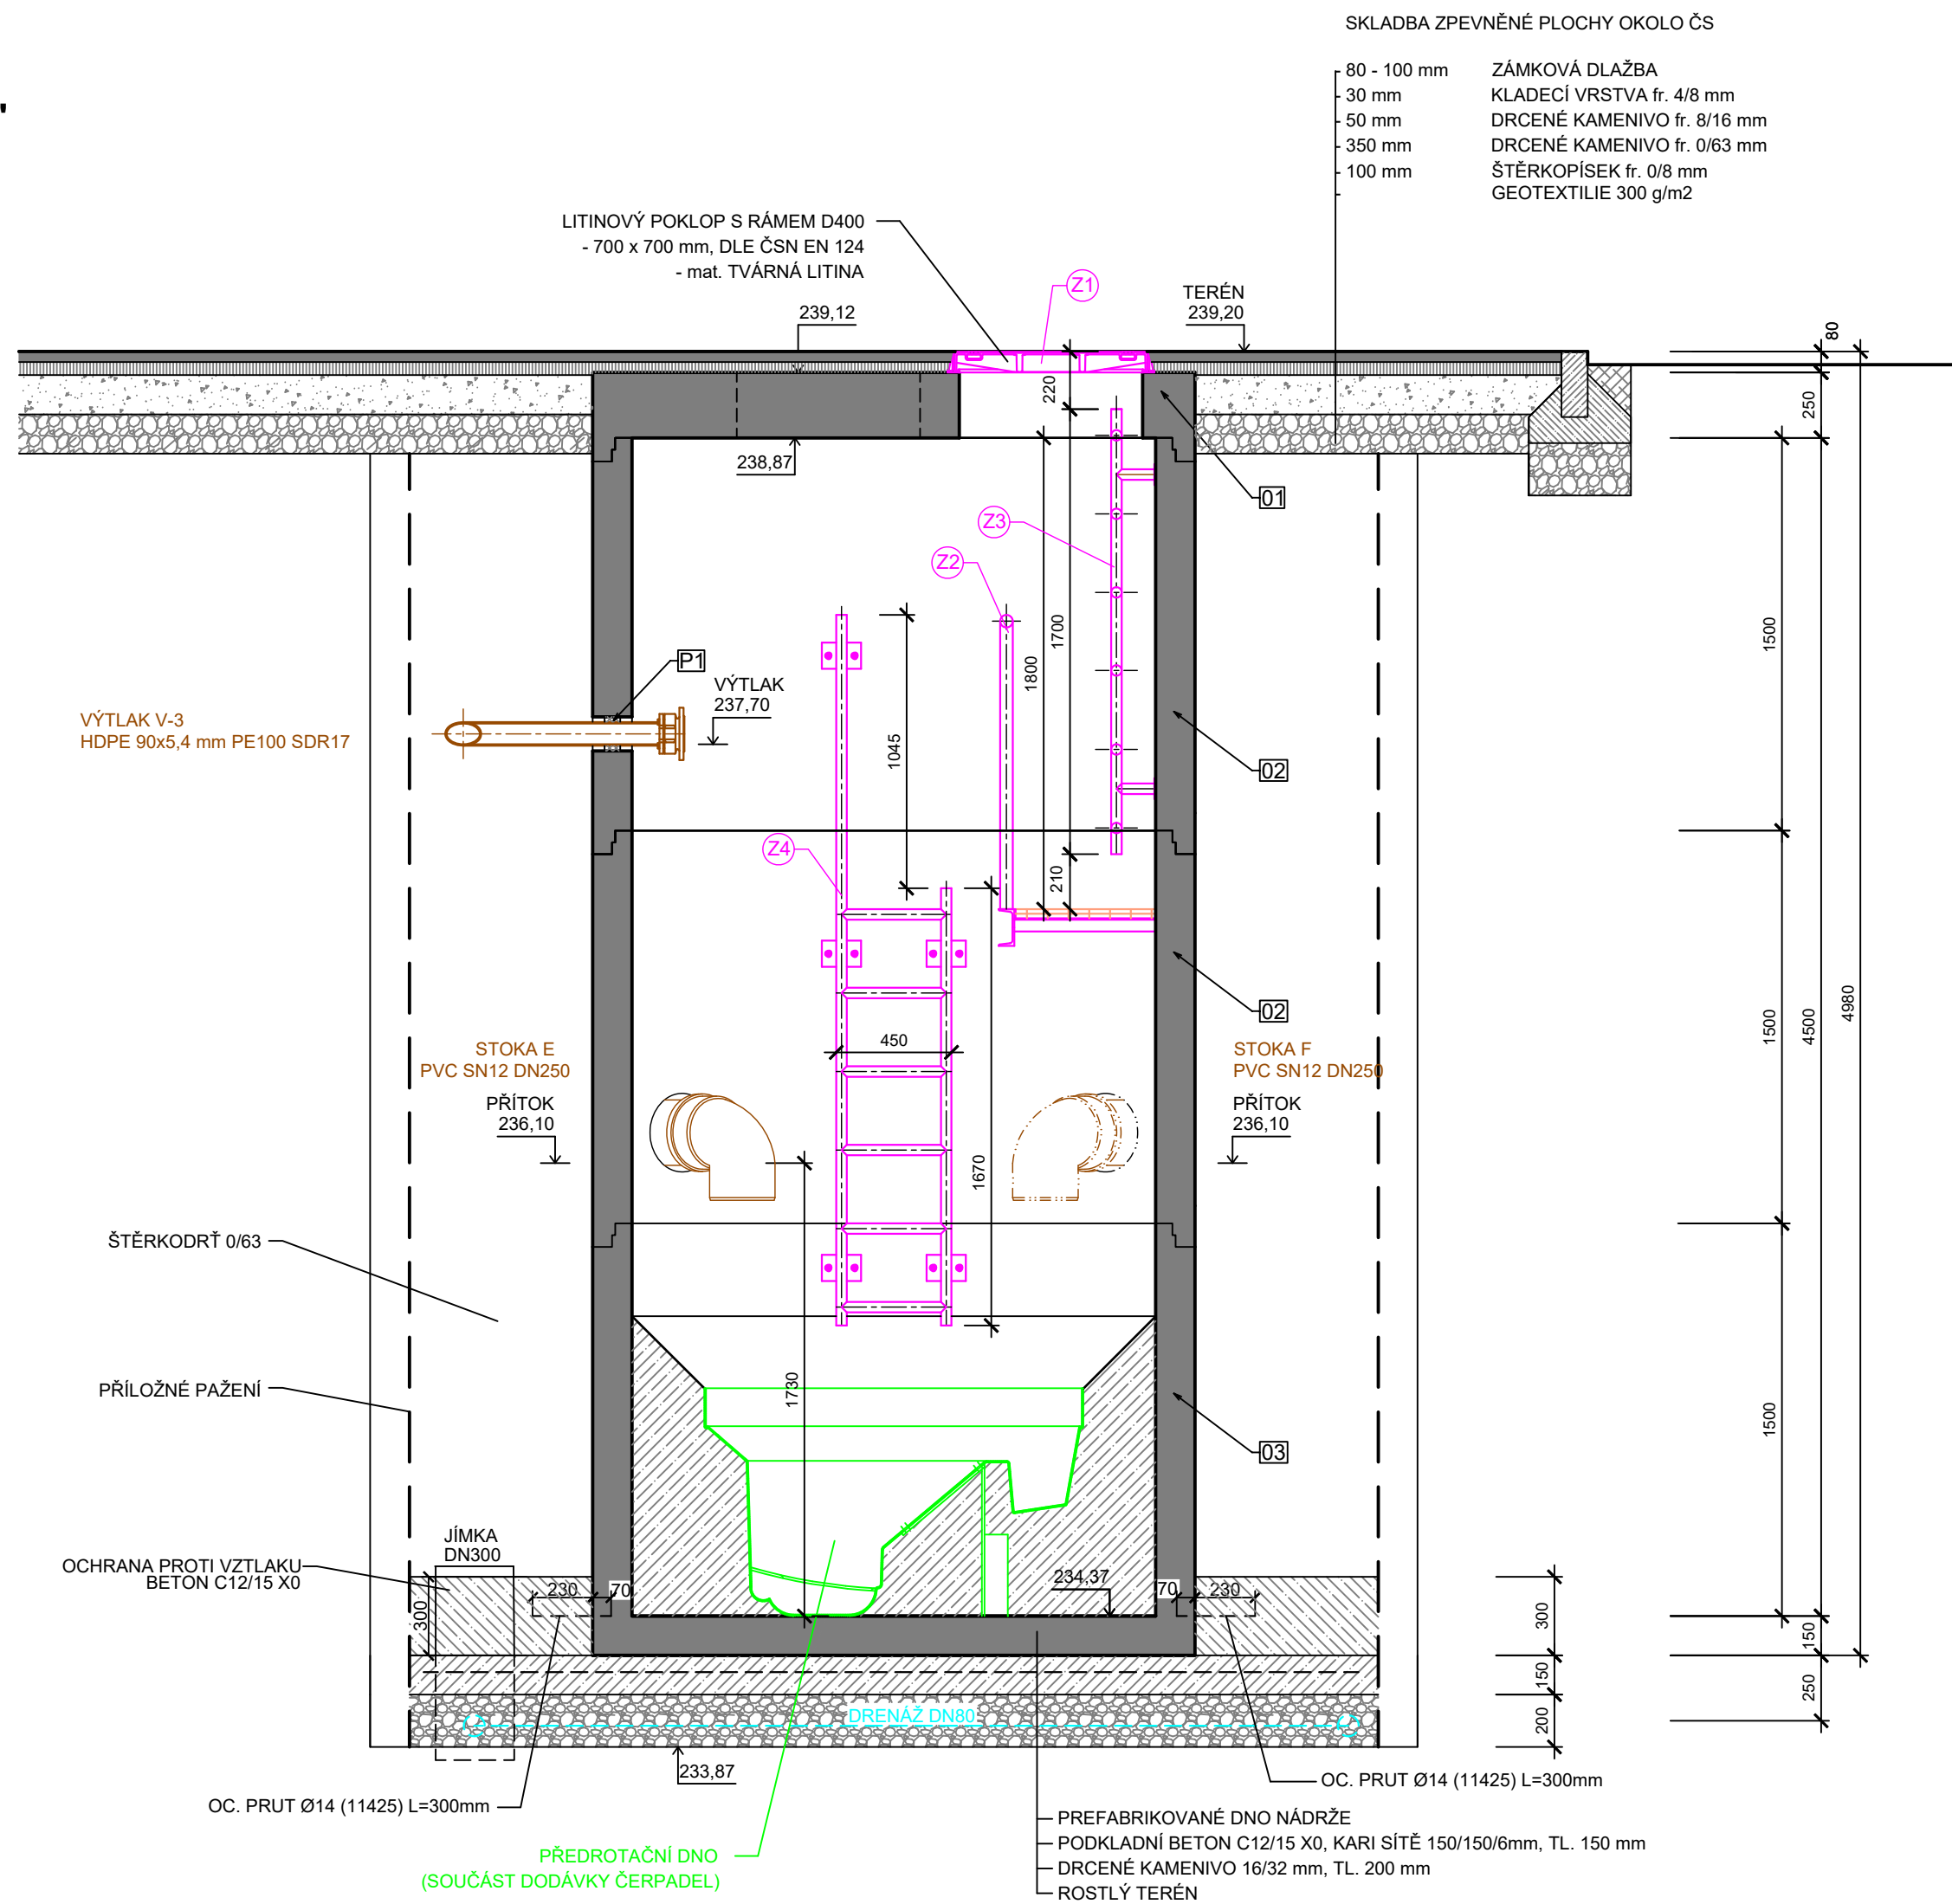 SKLADBA ZPEVNĚNÉ PLOCHY OKOLO ČS
80 - 100 mm ZÁMKOVÁ DLAŽBA
30 mm KLADECÍ VRSTVA fr. 4/8 mm
50 mm DRCENÉ KAMENIVO fr. 8/16 mm
350 mm DRCENÉ KAMENIVO fr. 0/63 mm
100 mm ŠTĚRKOPÍSEK fr. 0/8 mm
GEOTEXTILIE 300 g/m2
LITINOVÝ POKLOP S RÁMEM D400
- 700 x 700 mm, DLE ČSN EN 124
- mat. TVÁRNÁ LITINA
Z1
TERÉN
239,20
239,12
80
220
250
238,87
01
Z3
Z2
1500
1700
1800
P1
VÝTLAK
237,70
VÝTLAK V-3
HDPE 90x5,4 mm PE100 SDR17
1045
02
Z4
210
02
4980
4500
1500
450
STOKA E
PVC SN12 DN250
PŘÍTOK
236,10
STOKA F
PVC SN12 DN250
PŘÍTOK
236,10
1670
ŠTĚRKODRŤ 0/63
PŘÍLOŽNÉ PAŽENÍ
1730
1500
03
JÍMKA
DN300
OCHRANA PROTI VZTLAKU
BETON C12/15 X0
300
230
70
234,37
70
230
300
150
150
250
200
DRENÁŽ DN80
233,87
OC. PRUT Ø14 (11425) L=300mm
OC. PRUT Ø14 (11425) L=300mm
PŘEDROTAČNÍ DNO
(SOUČÁST DODÁVKY ČERPADEL)
PREFABRIKOVANÉ DNO NÁDRŽE
PODKLADNÍ BETON C12/15 X0, KARI SÍTĚ 150/150/6mm, TL. 150 mm
DRCENÉ KAMENIVO 16/32 mm, TL. 200 mm
ROSTLÝ TERÉN